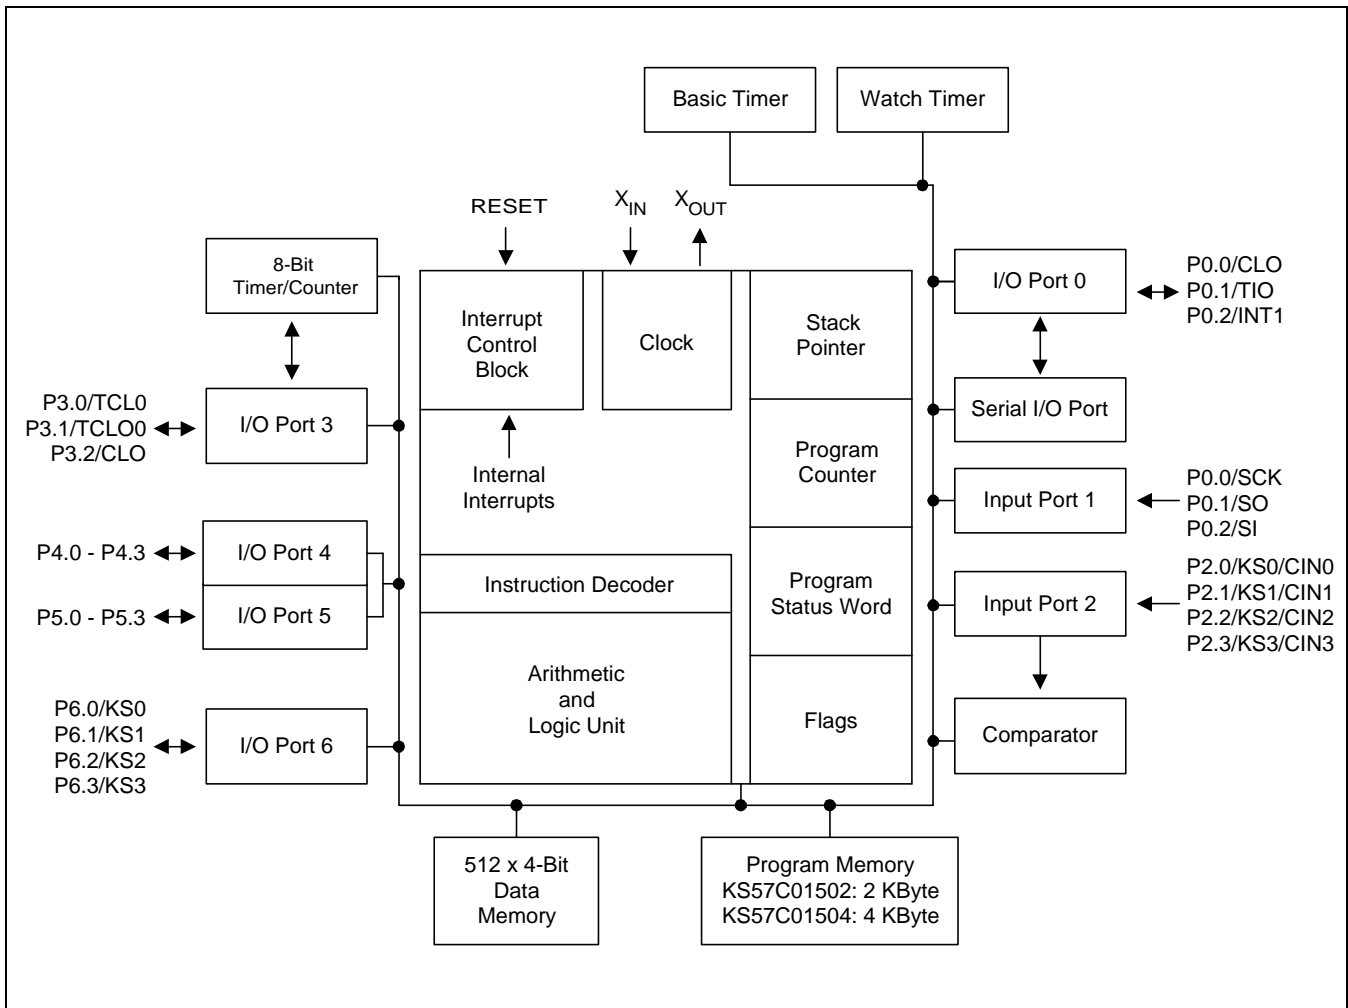 Basic Timer
Watch Timer
RESET
XIN
XOUT
8-Bit
Timer/Counter
Interrupt
Control
Block
Clock
Stack
Pointer
I/O Port 0
P0.0/CLO
P0.1/TIO
P0.2/INT1
P3.0/TCL0
P3.1/TCLO0
P3.2/CLO
I/O Port 3
Internal
Interrupts
Program
Counter
Serial I/O Port
Input Port 1
P0.0/SCK
P0.1/SO
P0.2/SI
P4.0 - P4.3
I/O Port 4
P5.0 - P5.3
I/O Port 5
Instruction Decoder
Program
Status Word
Input Port 2
P2.0/KS0/CIN0
P2.1/KS1/CIN1
P2.2/KS2/CIN2
P2.3/KS3/CIN3
P6.0/KS0
P6.1/KS1
P6.2/KS2
P6.3/KS3
I/O Port 6
Arithmetic
and
Logic Unit
Flags
Comparator
512 x 4-Bit
Data
Memory
Program Memory
KS57C01502: 2 KByte
KS57C01504: 4 KByte